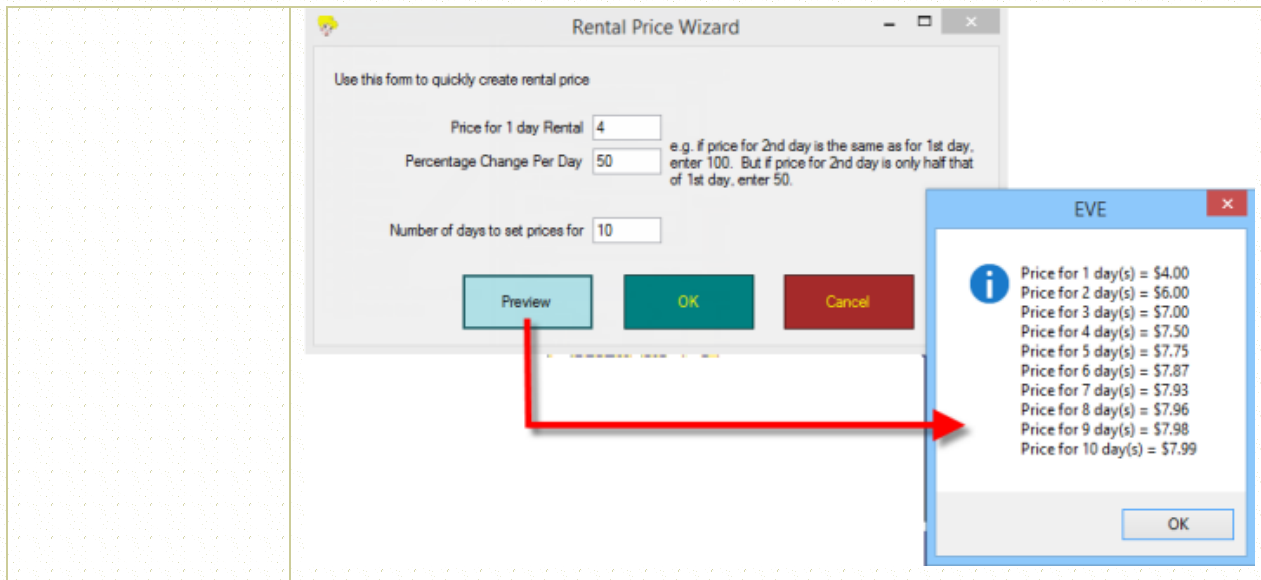 Rental Price Wizard
Use this form to quickly create rental price
Price for 1 day Rental 4
Percentage Change Per Day 50
e.g. if price for 2nd day is the same as for 1st day,
enter 100. But if price for 2nd day is only half that
of 1st day, enter 50.
Number of days to set prices for 10
Preview OK Cancel
EVE
Price for 1 day(s) = $4.00
Price for 2 day(s) = $6.00
Price for 3 day(s) = $7.00
Price for 4 day(s) = $7.50
Price for 5 day(s) = $7.75
Price for 6 day(s) = $7.87
Price for 7 day(s) = $7.93
Price for 8 day(s) = $7.96
Price for 9 day(s) = $7.98
Price for 10 day(s) = $7.99
OK